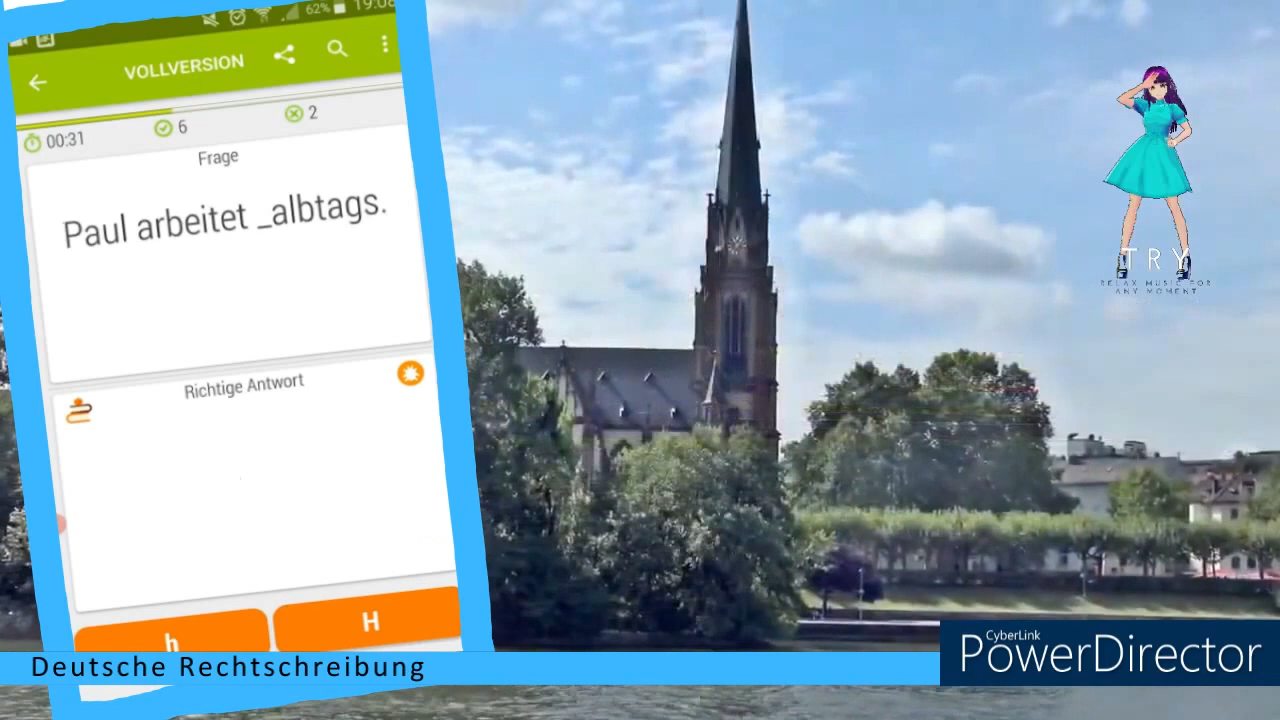 62% 19:08
VOLLVERSION
00:31 6 2
Frage
Paul arbeitet _albtags.
Richtige Antwort
h H
Deutsche Rechtschreibung
TRY
RELAX MUSIC FOR
ANY MOMENT
CyberLink
PowerDirector